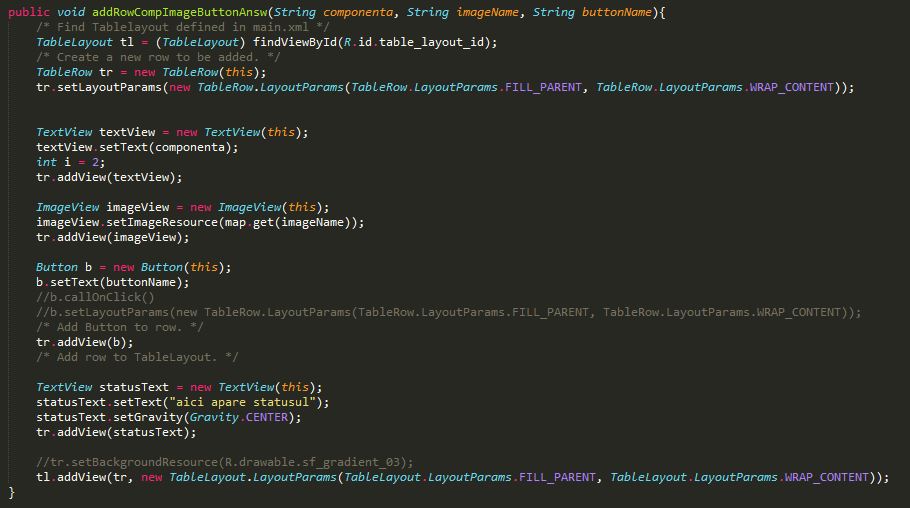 public void addRowCompImageButtonAnsw(String componenta, String imageName, String buttonName){
/* Find Tablelayout defined in main.xml */
TableLayout tl = (TableLayout) findViewById(R.id.table_layout_id);
/* Create a new row to be added. */
TableRow tr = new TableRow(this);
tr.setLayoutParams(new TableRow.LayoutParams(TableRow.LayoutParams.FILL_PARENT, TableRow.LayoutParams.WRAP_CONTENT));
TextView textView = new TextView(this);
textView.setText(componenta);
int i = 2;
tr.addView(textView);
ImageView imageView = new ImageView(this);
imageView.setImageResource(map.get(imageName));
tr.addView(imageView);
Button b = new Button(this);
b.setText(buttonName);
//b.callOnClick()
//b.setLayoutParams(new TableRow.LayoutParams(TableRow.LayoutParams.FILL_PARENT, TableRow.LayoutParams.WRAP_CONTENT));
/* Add Button to row. */
tr.addView(b);
/* Add row to TableLayout. */
TextView statusText = new TextView(this);
statusText.setText("aici apare statusul");
statusText.setGravity(Gravity.CENTER);
tr.addView(statusText);
//tr.setBackgroundResource(R.drawable.sf_gradient_03);
tl.addView(tr, new TableLayout.LayoutParams(TableLayout.LayoutParams.FILL_PARENT, TableLayout.LayoutParams.WRAP_CONTENT));
}